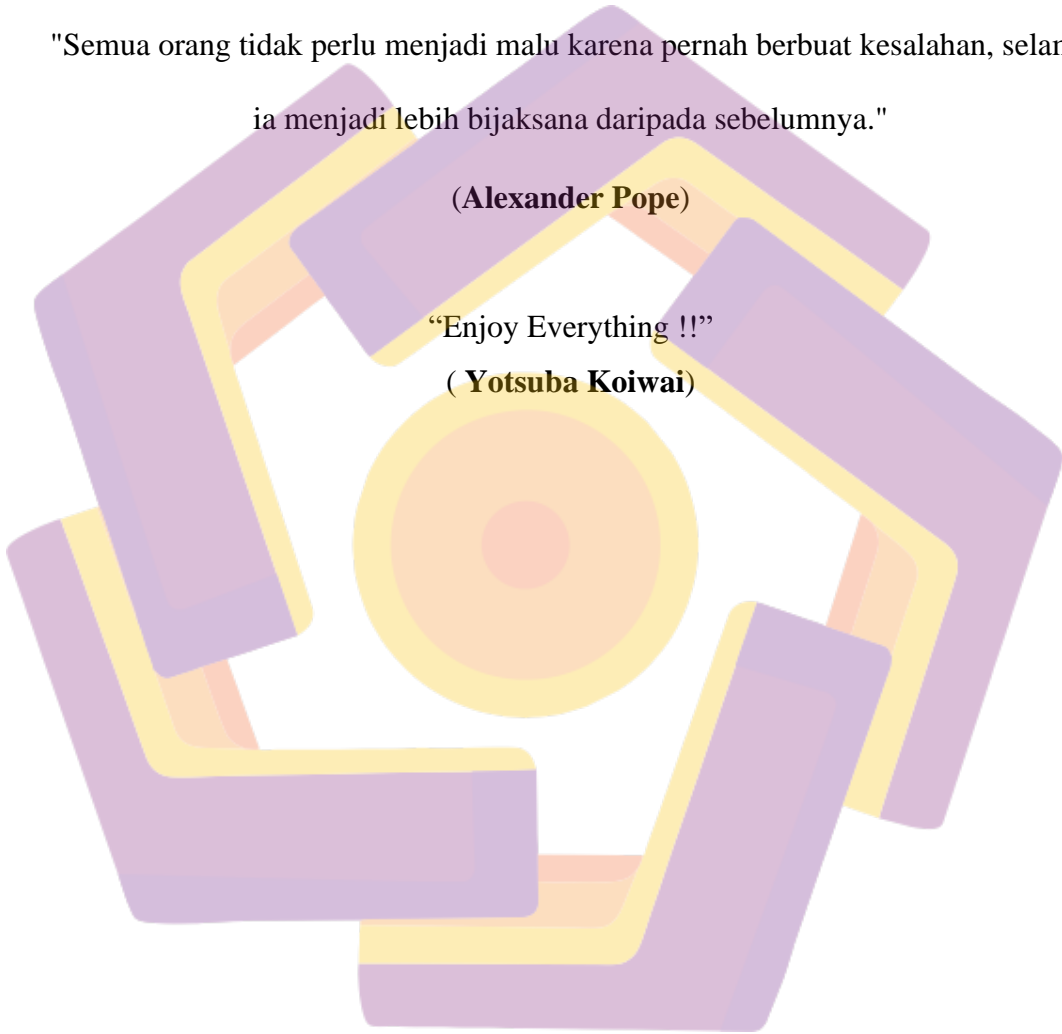 "Semua orang tidak perlu menjadi malu karena pernah berbuat kesalahan,
ia menjadi lebih bijaksana daripada sebelumnya."
(Alexander Pope)
“Enjoy Everything !!”
( Yotsuba Koiwai)